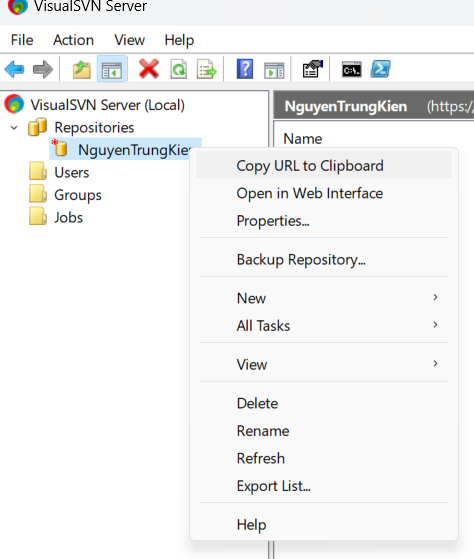 VisualSVN Server
File Action View Help
VisualSVN Server (Local)
Repositories
NguyenTrungKien
Users
Groups
Jobs
NguyenTrungKien (https:/
Name
Copy URL to Clipboard
Open in Web Interface
Properties...
Backup Repository...
New
All Tasks
View
Delete
Rename
Refresh
Export List...
Help